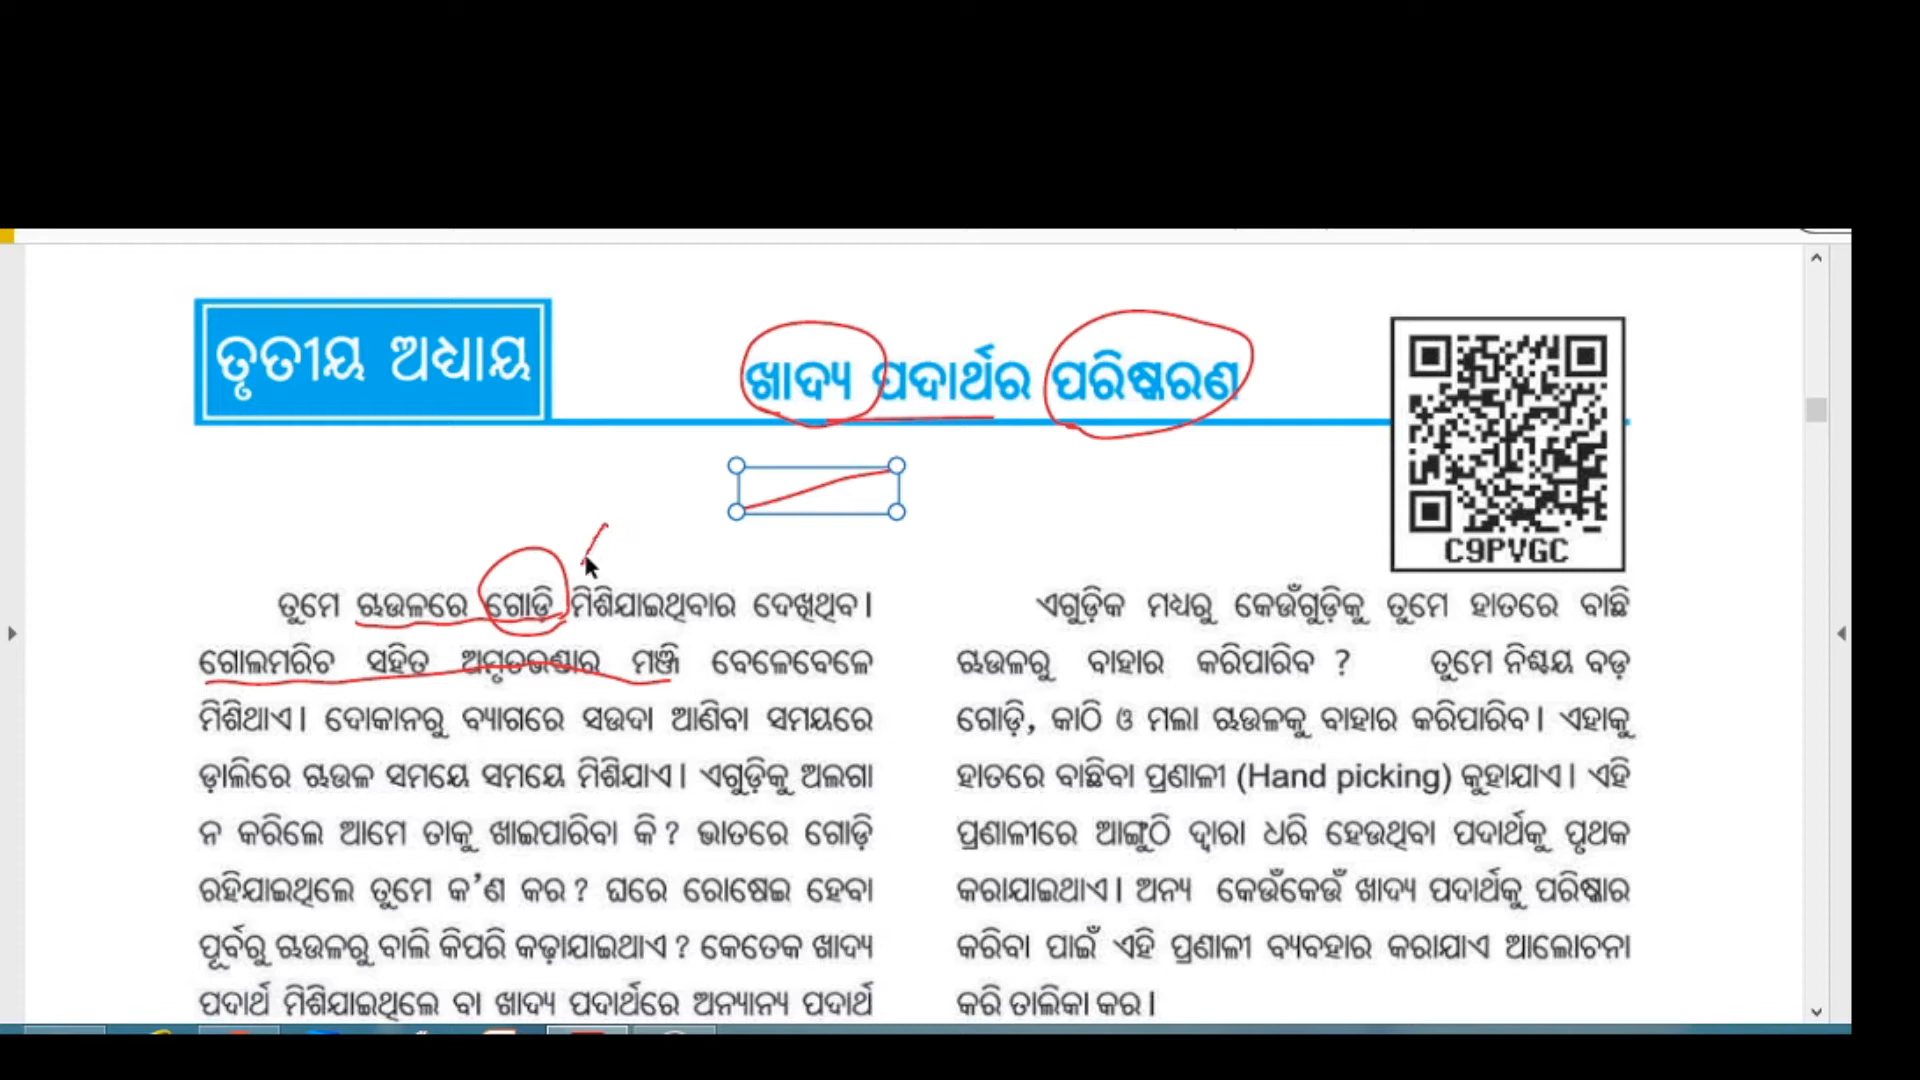 ତୃତୀୟ ଅଧ୍ୟାୟ
ଖାଦ୍ୟ ପଦାର୍ଥର ପରିଷ୍କରଣ
C9PVGC
ତୁମେ ଚାଉଳରେ ଗୋଡ଼ି ମିଶିଯାଇଥିବାର ଦେଖିଥିବ।
ଗୋଲମରିଚ ସହିତ ଅମୃତଭଣ୍ଡାର ମଞ୍ଜି ବେଳେବେଳେ
ମିଶିଥାଏ। ଦୋକାନରୁ ବ୍ୟାଗରେ ସଉଦା ଆଣିବା ସମୟରେ
ଡ଼ାଲିରେ ଚାଉଳ ସମୟେ ସମୟେ ମିଶିଯାଏ। ଏଗୁଡ଼ିକୁ ଅଲଗା
ନ କରିଲେ ଆମେ ତାକୁ ଖାଇପାରିବା କି? ଭାତରେ ଗୋଡ଼ି
ରହିଯାଇଥିଲେ ତୁମେ କ’ଣ କର? ଘରେ ରୋଷେଇ ହେବା
ପୂର୍ବରୁ ଚାଉଳରୁ ବାଲି କିପରି କଢ଼ାଯାଇଥାଏ? କେତେକ ଖାଦ୍ୟ
ପଦାର୍ଥ ମିଶିଯାଇଥିଲେ ବା ଖାଦ୍ୟ ପଦାର୍ଥରେ ଅନ୍ୟାନ୍ୟ ପଦାର୍ଥ
ଏଗୁଡ଼ିକ ମଧ୍ୟରୁ କେଉଁଗୁଡ଼ିକୁ ତୁମେ ହାତରେ ବାଛି
ଚାଉଳରୁ ବାହାର କରିପାରିବ ? ତୁମେ ନିଶ୍ଚୟ ବଡ଼
ଗୋଡ଼ି, କାଠି ଓ ମଲା ଚାଉଳକୁ ବାହାର କରିପାରିବ। ଏହାକୁ
ହାତରେ ବାଛିବା ପ୍ରଣାଳୀ (Hand picking) କୁହାଯାଏ। ଏହି
ପ୍ରଣାଳୀରେ ଆଙ୍ଗୁଠି ଦ୍ୱାରା ଧରି ହେଉଥିବା ପଦାର୍ଥକୁ ପୃଥକ
କରାଯାଇଥାଏ। ଅନ୍ୟ କେଉଁକେଉଁ ଖାଦ୍ୟ ପଦାର୍ଥକୁ ପରିଷ୍କାର
କରିବା ପାଇଁ ଏହି ପ୍ରଣାଳୀ ବ୍ୟବହାର କରାଯାଏ ଆଲୋଚନା
କରି ତାଲିକା କର।